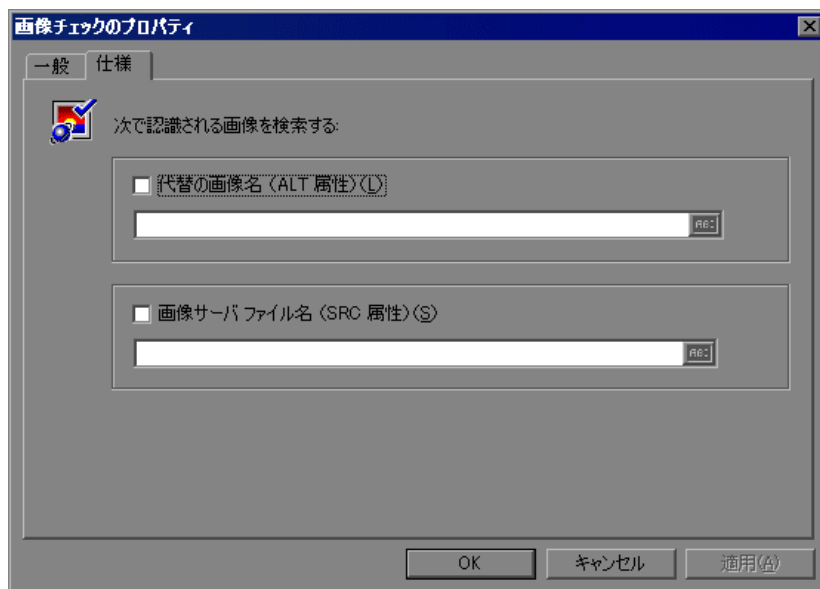 画像チェックのプロパティ
一般 仕様
次で認識される画像を検索する:
代替の画像名 (ALT 属性)(L)
画像サーバ ファイル名 (SRC 属性)(S)
OK キャンセル 適用(A)